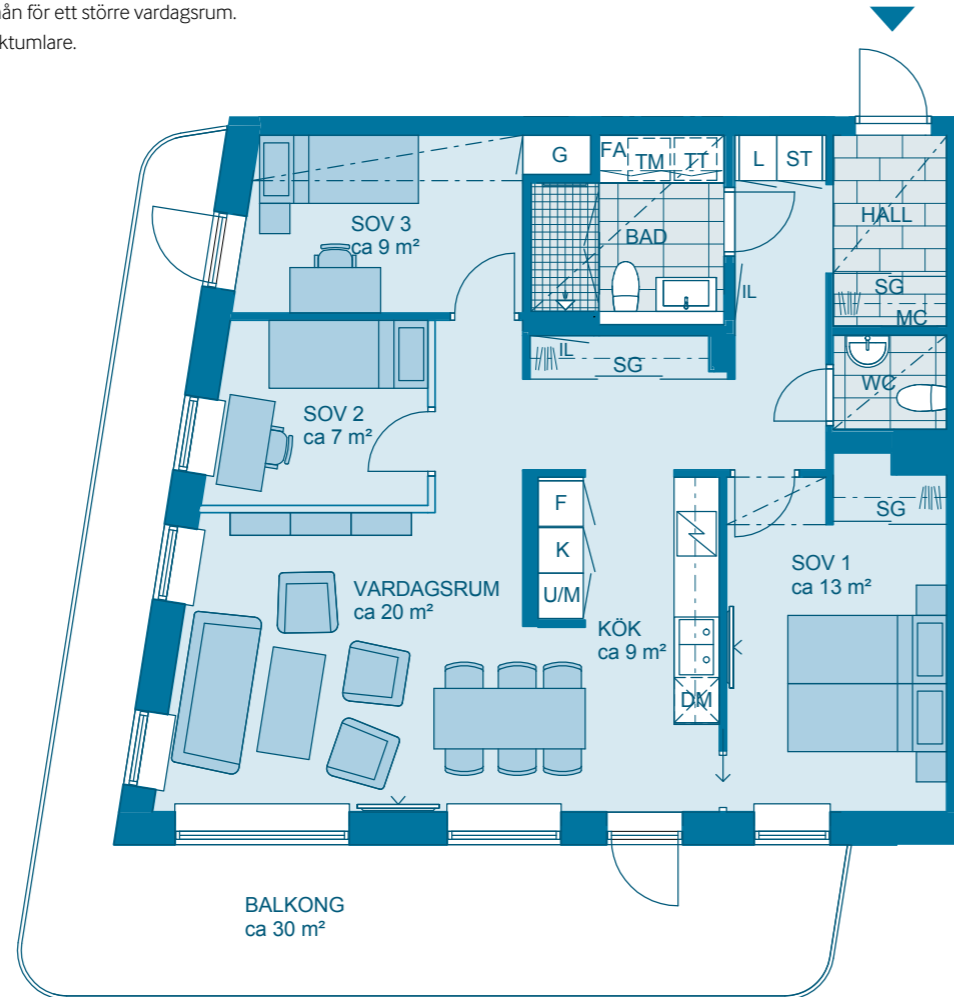 för ett större vardagsrum.
G
FA
TM
TT
L
ST
SOV 3
ca 9 m²
BAD
HALL
IL
SG
MC
IL
SG
WC
SOV 2
ca 7 m²
F
K
U/M
SG
SOV 1
ca 13 m²
VARDAGSRUM
ca 20 m²
KÖK
ca 9 m²
DM
BALKONG
ca 30 m²